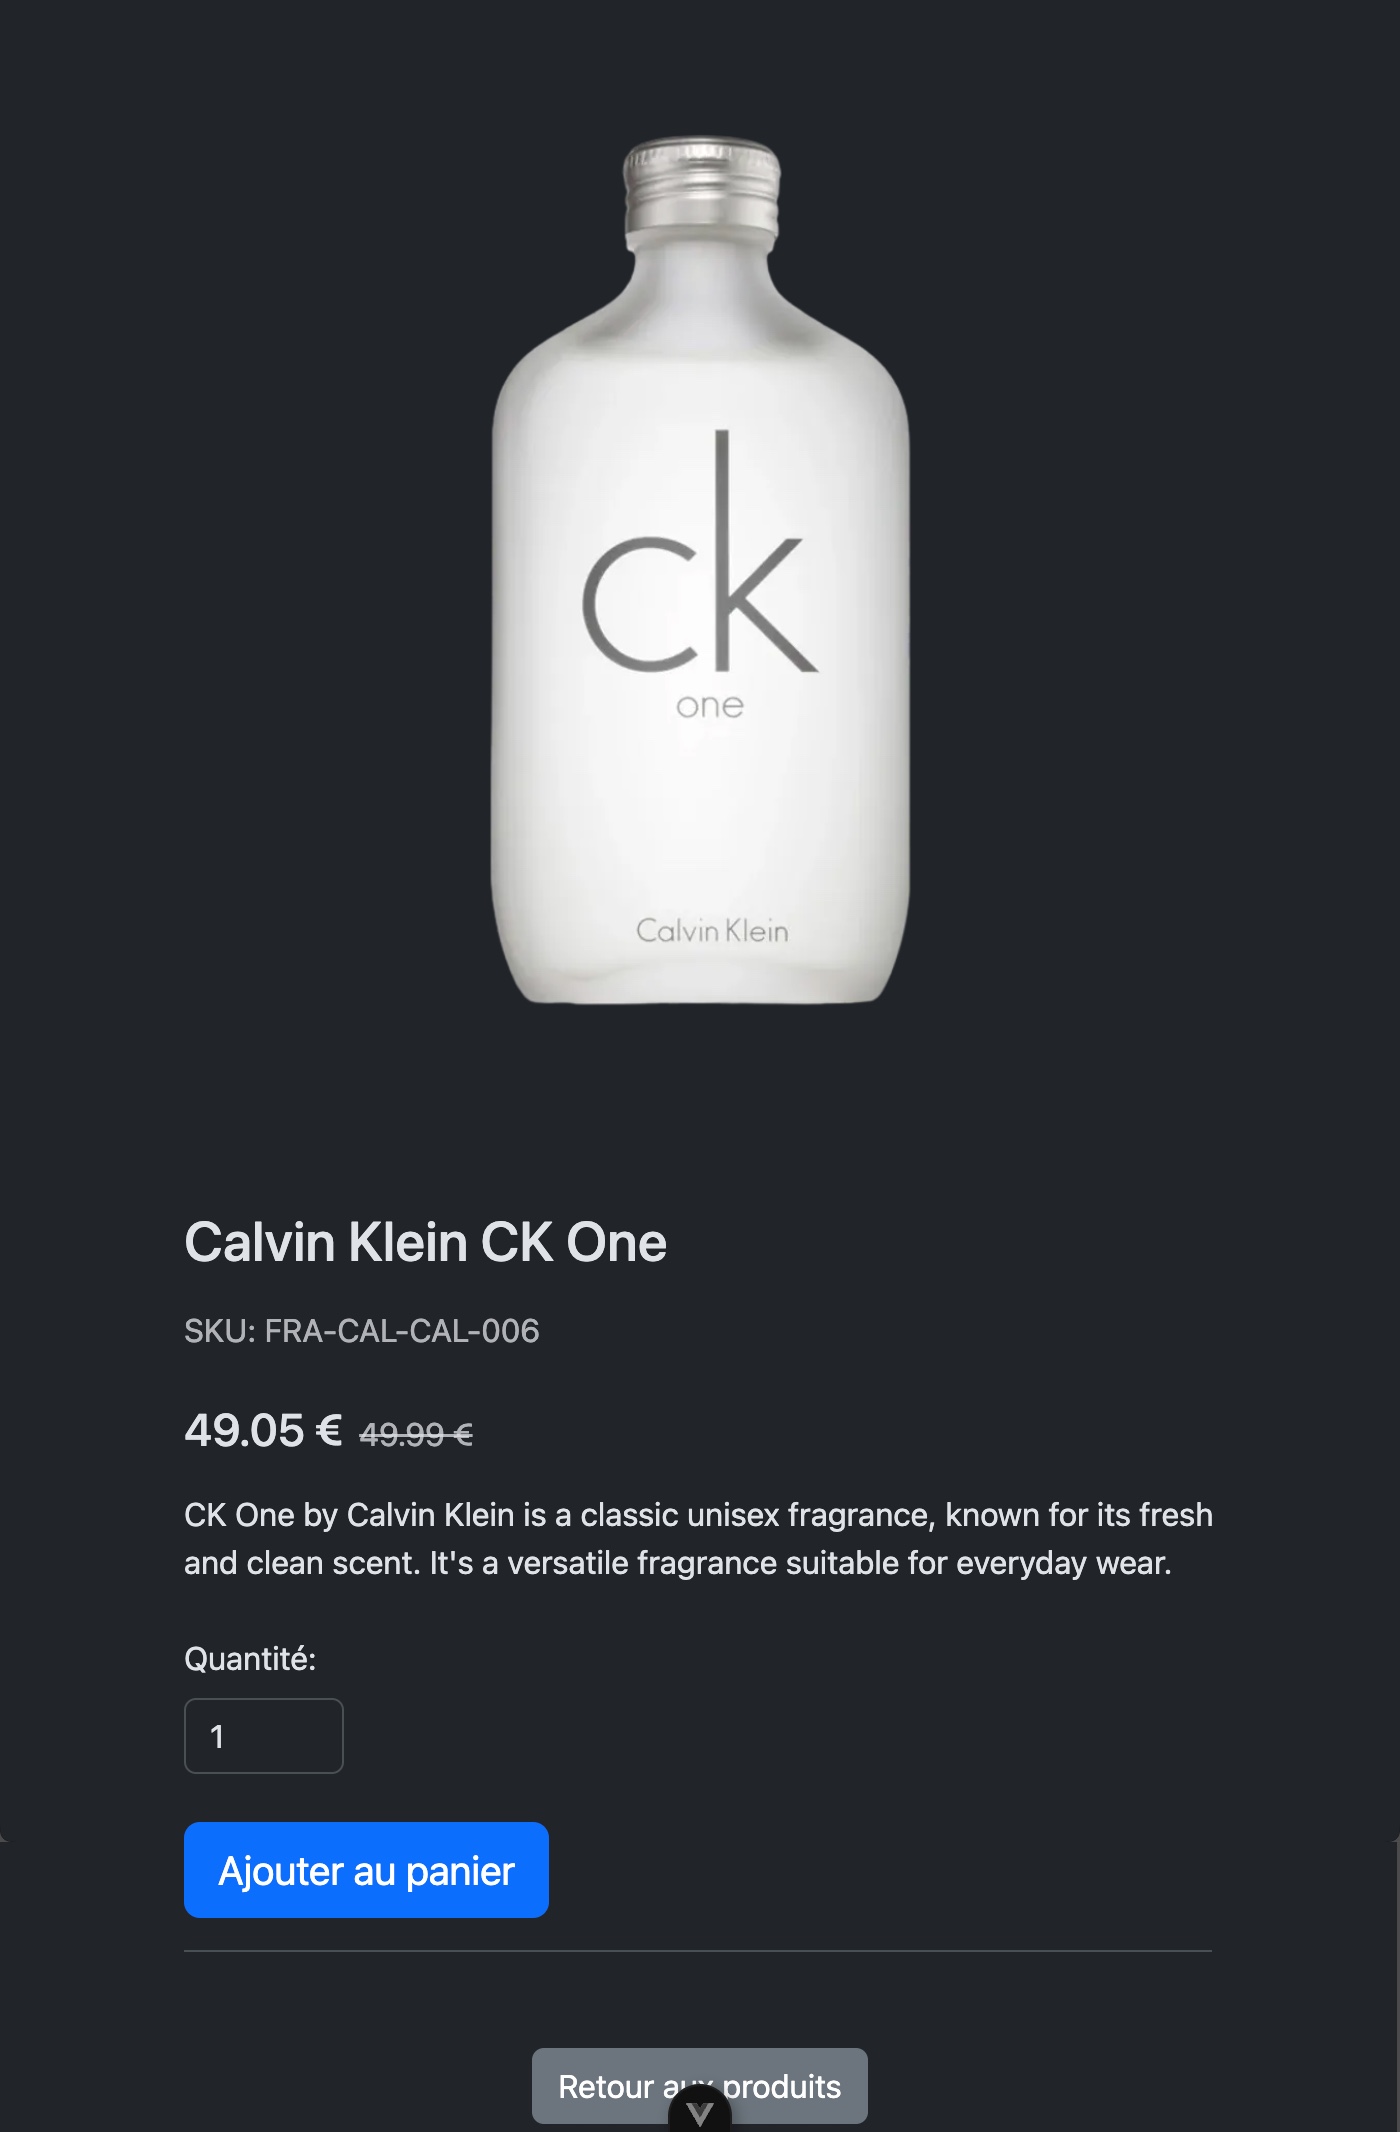 ck
one
Calvin Klein
Calvin Klein CK One
SKU: FRA-CAL-CAL-006
49.05 € 49.99 €
CK One by Calvin Klein is a classic unisex fragrance, known for its fresh
and clean scent. It's a versatile fragrance suitable for everyday wear.
Quantité:
1
Ajouter au panier
Retour aux produits